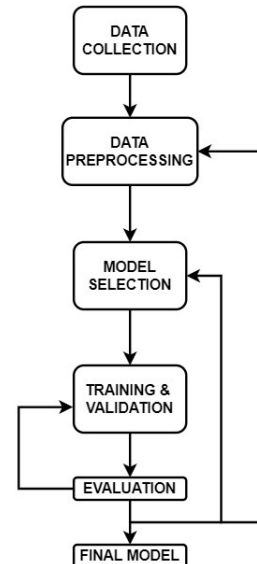 DATA
COLLECTION
DATA
PREPROCESSING
MODEL
SELECTION
TRAINING &
VALIDATION
EVALUATION
FINAL MODEL